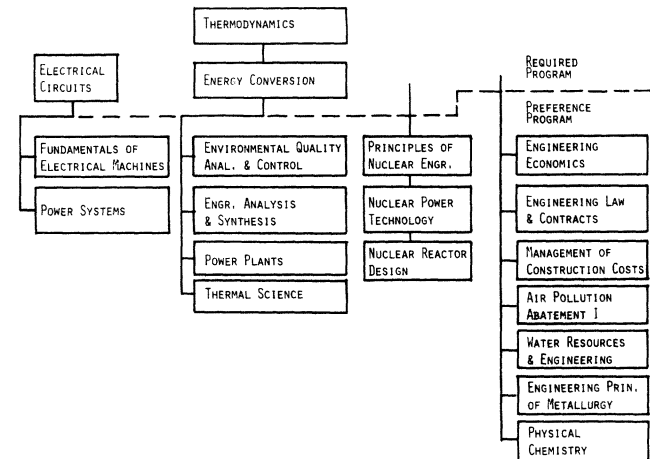 THERMODYNAMICS
ELECTRICAL
CIRCUITS
ENERGY CONVERSION
REQUIRED
PROGRAM
PREFERENCE
PROGRAM
FUNDAMENTALS OF
ELECTRICAL MACHINES
POWER SYSTEMS
ENVIRONMENTAL QUALITY
ANAL. & CONTROL
ENGR. ANALYSIS
& SYNTHESIS
POWER PLANTS
THERMAL SCIENCE
PRINCIPLES OF
NUCLEAR ENGR.
NUCLEAR POWER
TECHNOLOGY
NUCLEAR REACTOR
DESIGN
ENGINEERING
ECONOMICS
ENGINEERING LAW
& CONTRACTS
MANAGEMENT OF
CONSTRUCTION COSTS
AIR POLLUTION
ABATEMENT I
WATER RESOURCES
& ENGINEERING
ENGINEERING PRIN.
OF METALLURGY
PHYSICAL
CHEMISTRY